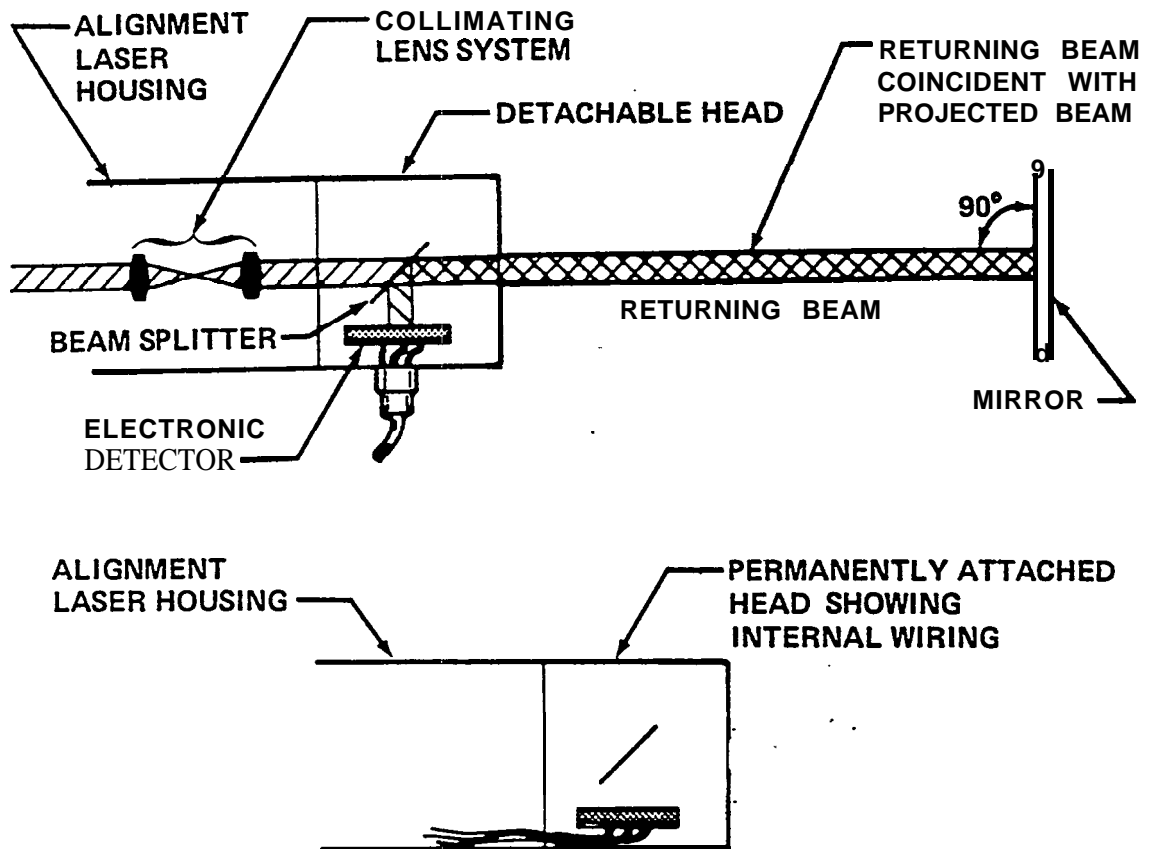 ALIGNMENT
LASER
HOUSING
COLLIMATING
LENS SYSTEM
DETACHABLE HEAD
RETURNING BEAM
COINCIDENT WITH
PROJECTED BEAM
90°
9
d
RETURNING BEAM
BEAM SPLITTER
MIRROR
ELECTRONIC
DETECTOR
ALIGNMENT
LASER HOUSING
PERMANENTLY ATTACHED
HEAD SHOWING
INTERNAL WIRING